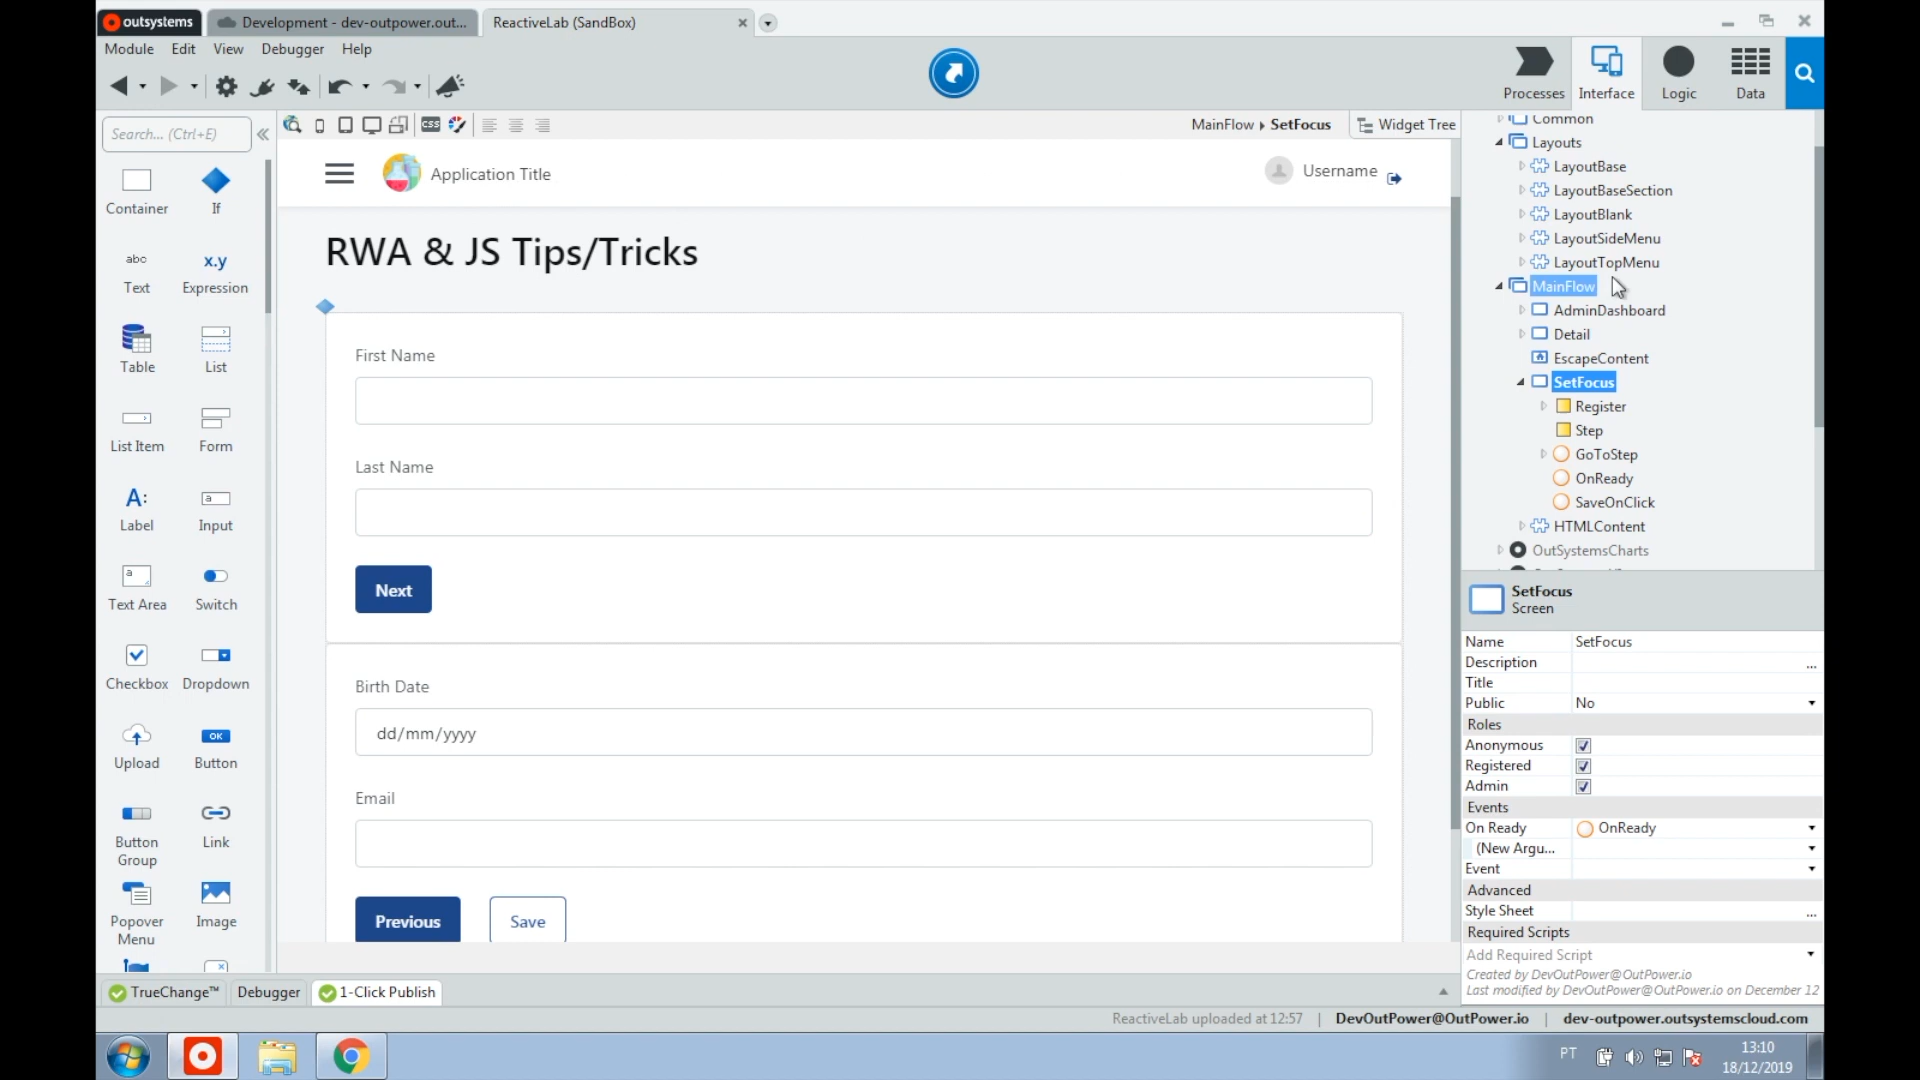 outsystems
Development - dev-outpower.out...
ReactiveLab (SandBox)
Module Edit View Debugger Help
Processes
Interface
Logic
Data
Search... (Ctrl+E)
CSS
MainFlow SetFocus
Widget Tree
Container
If
abc
Text
x.y
Expression
Table
List
List Item
Form
A:
Label
a
Input
a
Text Area
Switch
Checkbox
Dropdown
Upload
OK
Button
Button Group
Link
Popover Menu
Image
Application Title
Username
RWA & JS Tips/Tricks
First Name
Last Name
Next
Birth Date
dd/mm/yyyy
Email
Previous
Save
Common
Layouts
LayoutBase
LayoutBaseSection
LayoutBlank
LayoutSideMenu
LayoutTopMenu
MainFlow
AdminDashboard
Detail
EscapeContent
SetFocus
Register
Step
GoToStep
OnReady
SaveOnClick
HTMLContent
OutSystemsCharts
SetFocus
Screen
Name SetFocus
Description ...
Title
Public No
Roles
Anonymous
Registered
Admin
Events
On Ready OnReady
(New Argu...
Event
Advanced
Style Sheet ...
Required Scripts
Add Required Script
Created by DevOutPower@OutPower.io
Last modified by DevOutPower@OutPower.io on December 12
TrueChange™ Debugger 1-Click Publish
ReactiveLab uploaded at 12:57 | DevOutPower@OutPower.io | dev-outpower.outsystemscloud.com
PT
13:10
18/12/2019